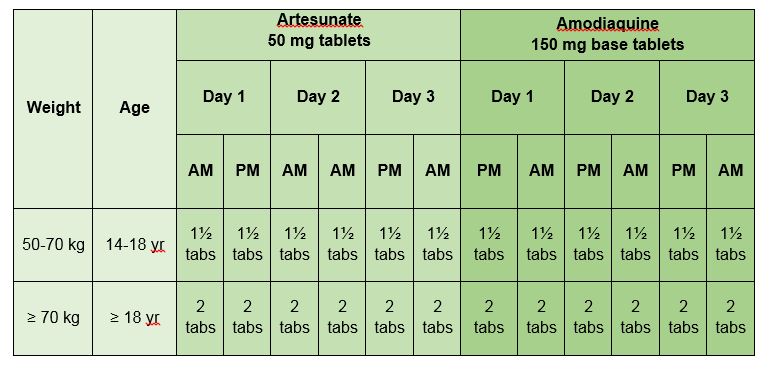 Artesunate
50 mg tablets
Amodiaquine
150 mg base tablets
Weight Age Day 1 Day 2 Day 3 Day 1 Day 2 Day 3
AM PM AM AM PM AM PM AM PM AM PM AM
50-70 kg 14-18 yr 1½ 1½ 1½ 1½ 1½ 1½ 1½ 1½ 1½ 1½ 1½ 1½
tabs tabs tabs tabs tabs tabs tabs tabs tabs tabs tabs tabs
≥ 70 kg ≥ 18 yr 2 2 2 2 2 2 2 2 2 2 2 2
tabs tabs tabs tabs tabs tabs tabs tabs tabs tabs tabs tabs